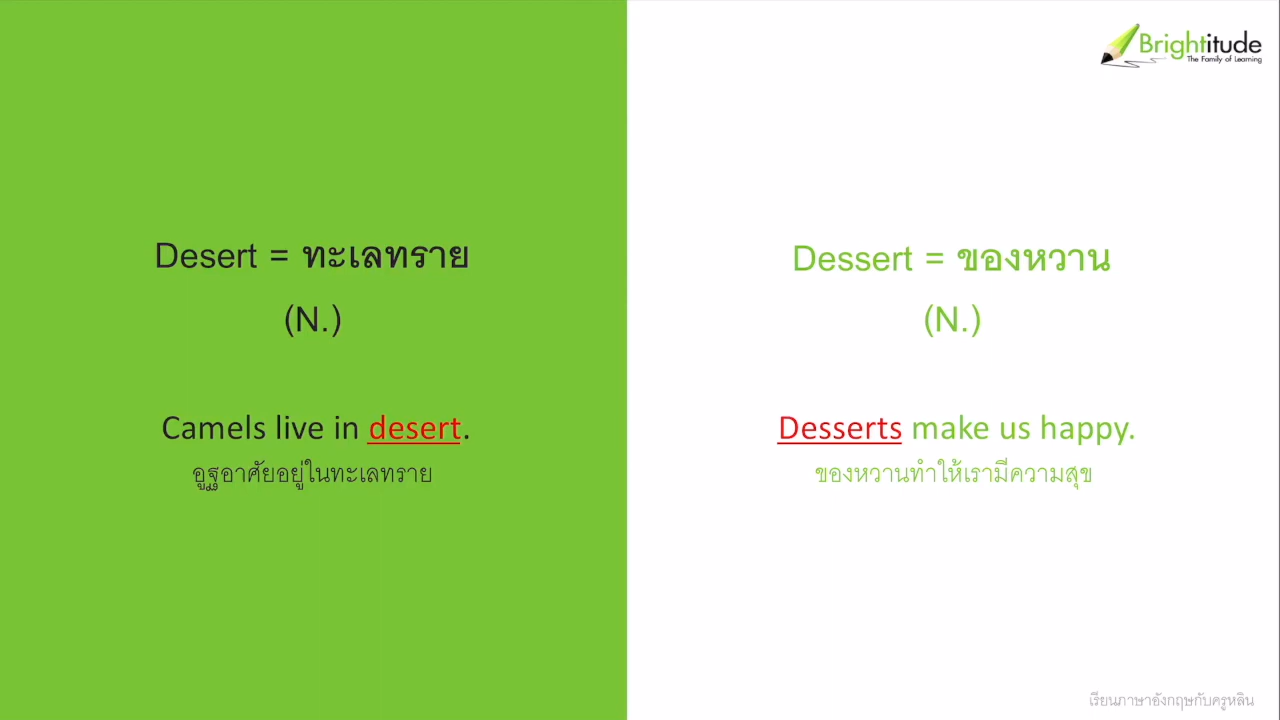 Brightitude
The Family of Learning
Desert = ทะเลทราย
(N.)
Camels live in desert.
อูฐอาศัยอยู่ในทะเลทราย
Dessert = ของหวาน
(N.)
Desserts make us happy.
ของหวานทำให้เรามีความสุข
เรียนภาษาอังกฤษกับครูหลิน